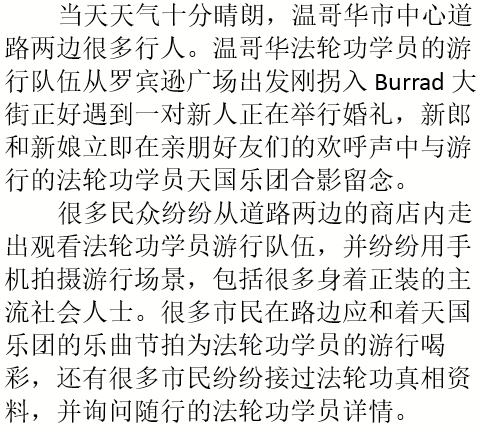 当天天气十分晴朗，温哥华市中心道
路两边很多行人。温哥华法轮功学员的游
行队伍从罗宾逊广场出发刚拐入 Burrad 大
街正好遇到一对新人正在举行婚礼，新郎
和新娘立即在亲朋好友们的欢呼声中与游
行的法轮功学员天国乐团合影留念。
很多民众纷纷从道路两边的商店内走
出观看法轮功学员游行队伍，并纷纷用手
机拍摄游行场景，包括很多身着正装的主
流社会人士。很多市民在路边应和着天国
乐团的乐曲节拍为法轮功学员的游行喝
彩，还有很多市民纷纷接过法轮功真相资
料，并询问随行的法轮功学员详情。